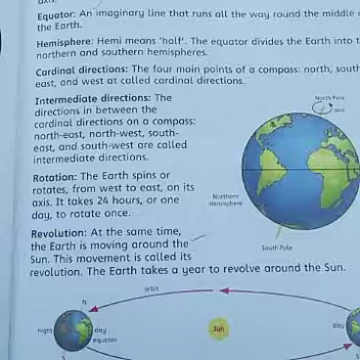 axis.
Equator: An imaginary line that runs all the way round the middle
the Earth.
Hemisphere: Hemi means 'half'. The equator divides the Earth into
northern and southern hemispheres.
Cardinal directions: The four main points of a compass: north,
east, and west at called cardinal directions.
Intermediate directions: The
directions in between the
cardinal directions on a compass:
north-east, north-west, south-
east, and south-west are called
intermediate directions.
North Pole
axis
Rotation: The Earth spins or
rotates, from west to east, on its
axis. It takes 24 hours, or one
day, to rotate once.
Northern
Hemisphere
Revolution: At the same time,
the Earth is moving around the
Sun. This movement is called its
revolution. The Earth takes a year to revolve around the Sun.
South Pole
orbit
N
night
day
equator
Sun
day
S